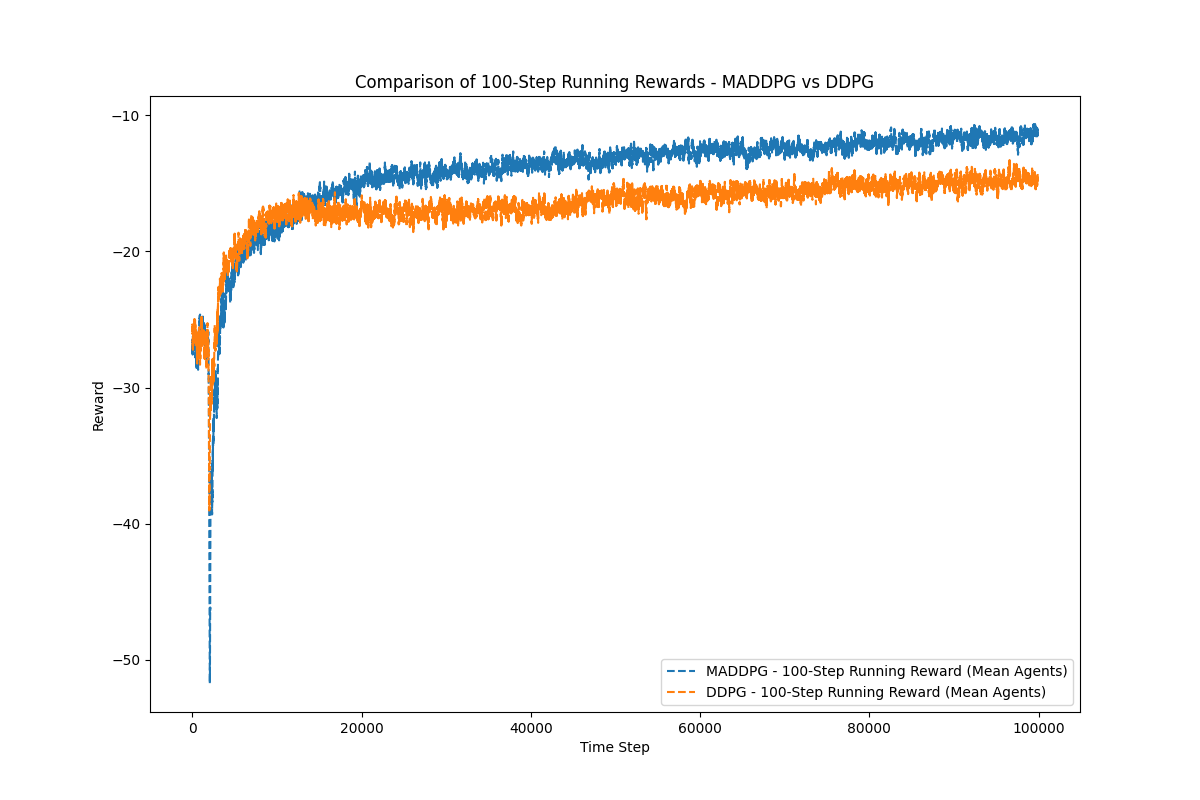 Comparison of 100-Step Running Rewards - MADDPG vs DDPG
−10
−20
−30
−40
−50
Reward
MADDPG - 100-Step Running Reward (Mean Agents)
DDPG - 100-Step Running Reward (Mean Agents)
0 20000 40000 60000 80000 100000
Time Step